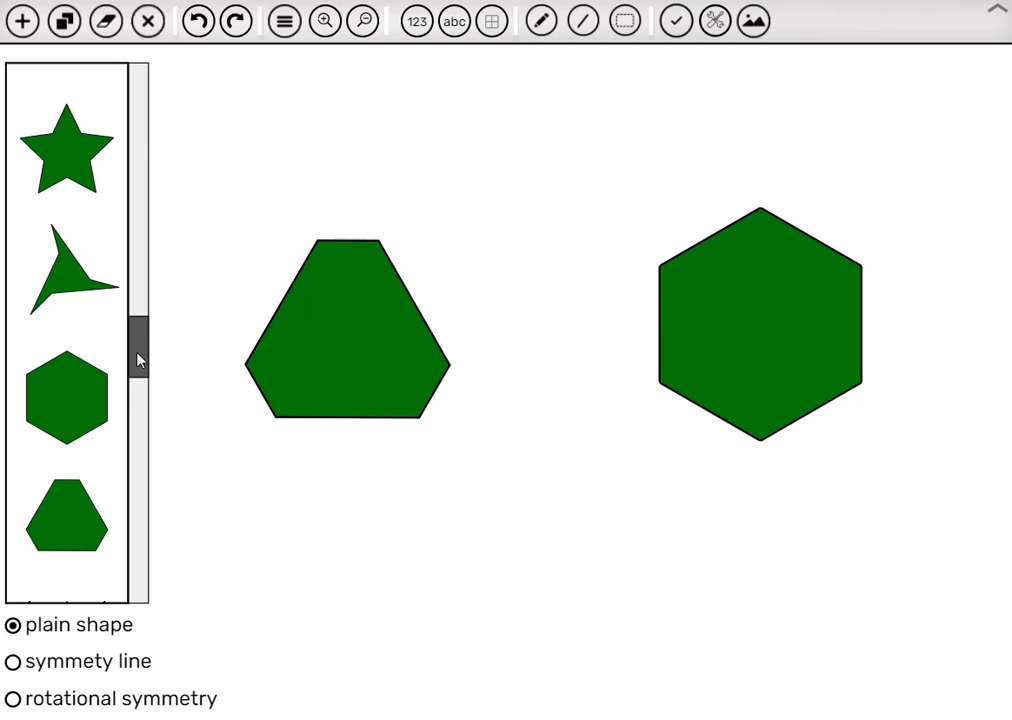 123 abc
plain shape
symmety line
rotational symmetry